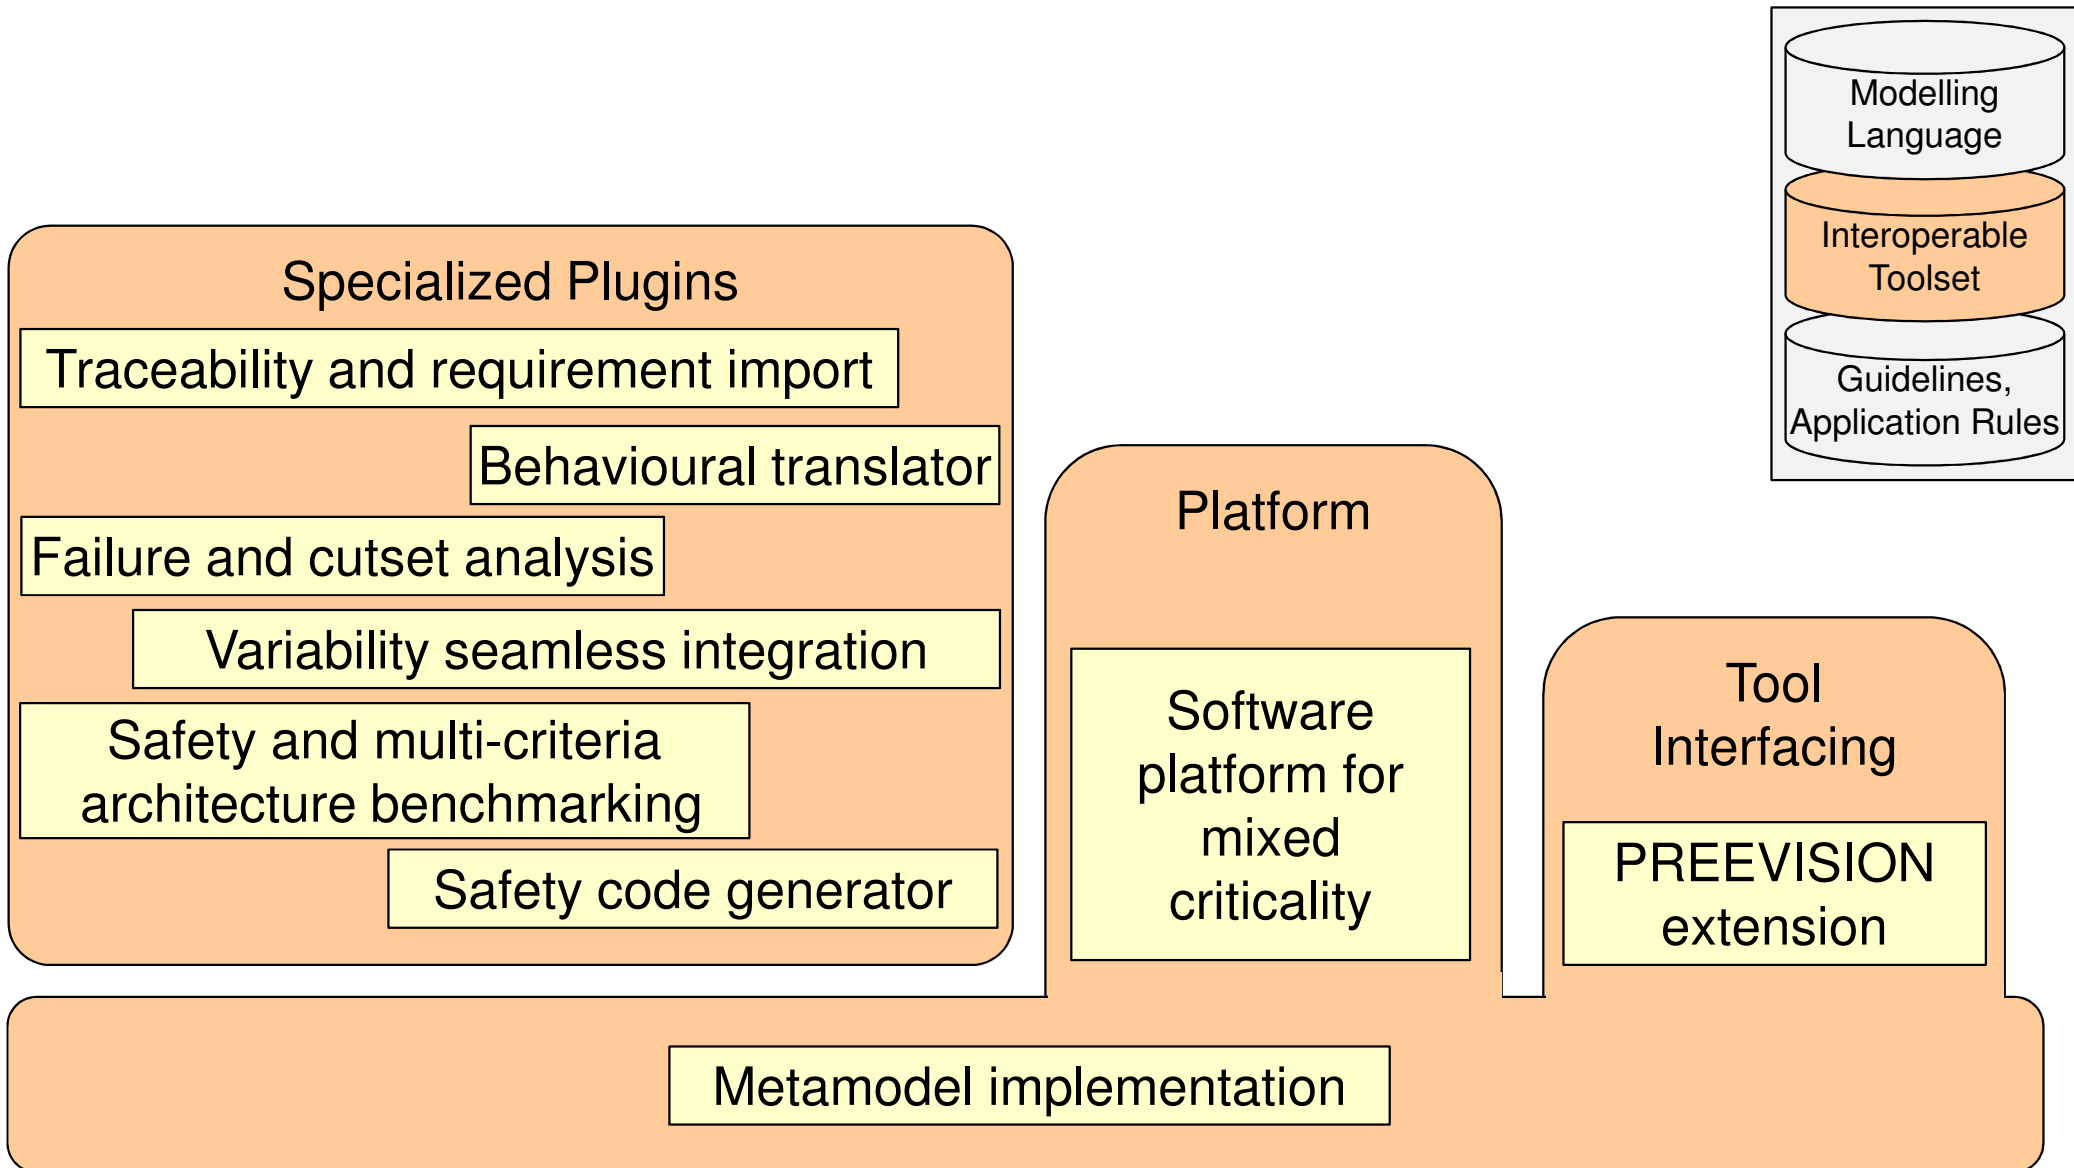 Modelling
Language
Interoperable
Toolset
Guidelines,
Application Rules
Specialized Plugins
Traceability and requirement import
Behavioural translator
Failure and cutset analysis
Variability seamless integration
Safety and multi-criteria
architecture benchmarking
Safety code generator
Platform
Software
platform for
mixed
criticality
Tool
Interfacing
PREEVISION
extension
Metamodel implementation